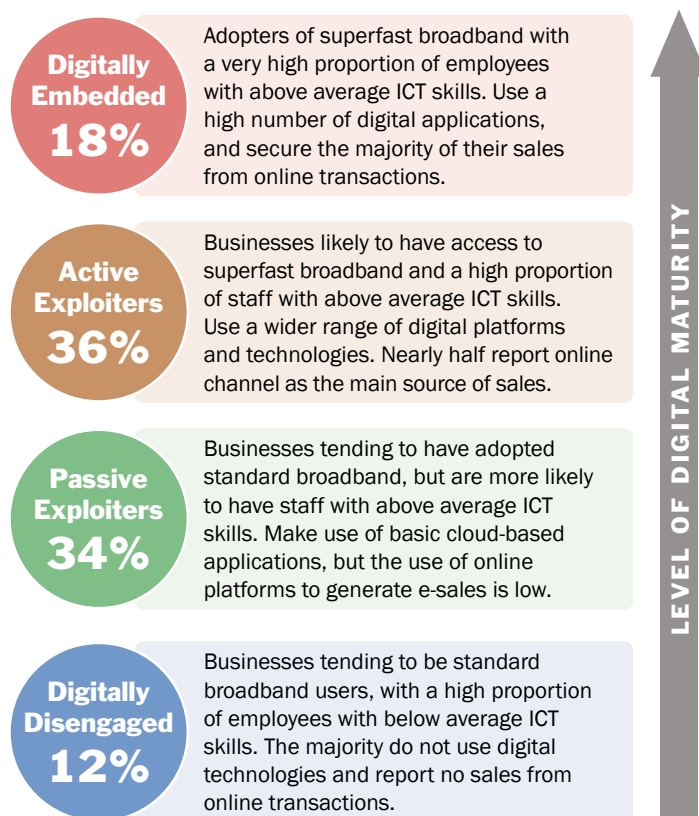 Digitally
Embedded
18%
Adopters of superfast broadband with
a very high proportion of employees
with above average ICT skills. Use a
high number of digital applications,
and secure the majority of their sales
from online transactions.
Active
Exploiters
36%
Businesses likely to have access to
superfast broadband and a high proportion
of staff with above average ICT skills.
Use a wider range of digital platforms
and technologies. Nearly half report online
channel as the main source of sales.
Passive
Exploiters
34%
Businesses tending to have adopted
standard broadband, but are more likely
to have staff with above average ICT
skills. Make use of basic cloud-based
applications, but the use of online
platforms to generate e-sales is low.
Digitally
Disengaged
12%
Businesses tending to be standard
broadband users, with a high proportion
of employees with below average ICT
skills. The majority do not use digital
technologies and report no sales from
online transactions.
LEVEL OF DIGITAL MATURITY